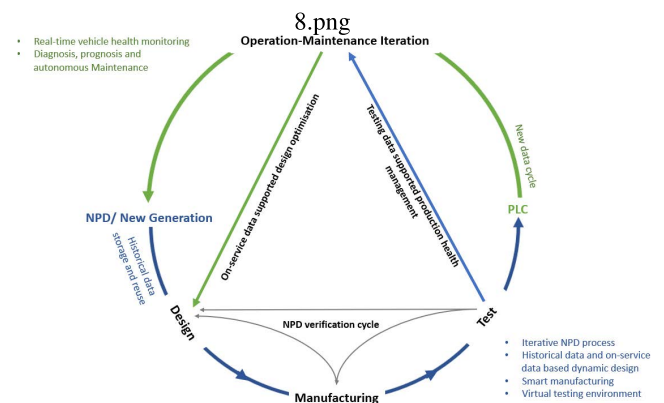 8.png
Operation-Maintenance Iteration
• Real-time vehicle health monitoring
• Diagnosis, prognosis and
autonomous Maintenance
On-service data supported design optimisation
Testing data supported production health
management
New data cycle
NPD/ New Generation
PLC
Historical data
storage and reuse
Design
NPD verification cycle
Test
Manufacturing
• Iterative NPD process
• Historical data and on-service
data based dynamic design
• Smart manufacturing
• Virtual testing environment